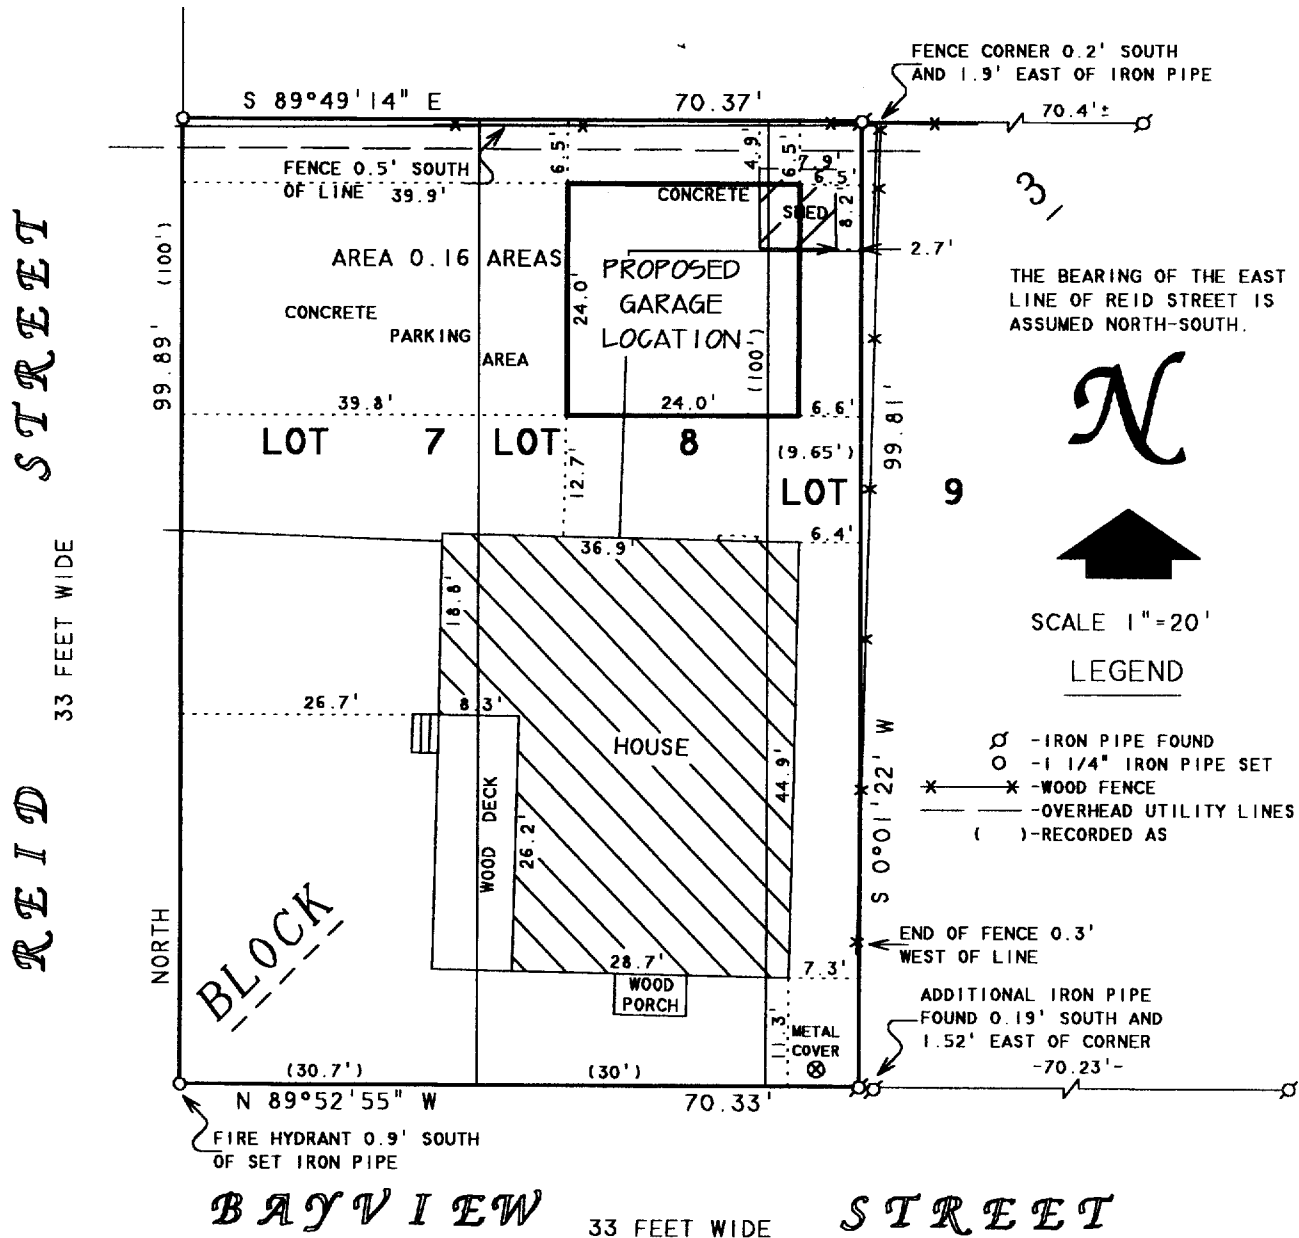 FENCE CORNER 0.2' SOUTH
AND 1.9' EAST OF IRON PIPE
S 89°49'14" E
70.37'
70.4'±
6.5'
4.9'
6.5'
7.9'
6.5'
FENCE 0.5' SOUTH
OF LINE
39.9'
CONCRETE
SHED
8.2'
2.7'
3
(100')
99.89'
AREA 0.16 AREAS
CONCRETE
PARKING
AREA
24.0'
PROPOSED
GARAGE
LOCATION
(100')
THE BEARING OF THE EAST
LINE OF REID STREET IS
ASSUMED NORTH-SOUTH.
N
39.8'
24.0'
6.6'
99.81'
LOT 7
LOT 8
(9.65')
LOT 9
12.7'
36.9'
6.4'
18.8'
SCALE 1"=20'
LEGEND
-IRON PIPE FOUND
-1 1/4" IRON PIPE SET
-WOOD FENCE
-OVERHEAD UTILITY LINES
( )-RECORDED AS
26.7'
8.3'
HOUSE
44.9'
WOOD DECK
26.2'
S 0°01'22" W
REID STREET
33 FEET WIDE
NORTH
BLOCK
28.7'
7.3'
WOOD
PORCH
11.3'
METAL
COVER
END OF FENCE 0.3'
WEST OF LINE
ADDITIONAL IRON PIPE
FOUND 0.19' SOUTH AND
1.52' EAST OF CORNER
-70.23'-
(30.7')
(30')
N 89°52'55" W
70.33'
FIRE HYDRANT 0.9' SOUTH
OF SET IRON PIPE
BAYVIEW 33 FEET WIDE STREET